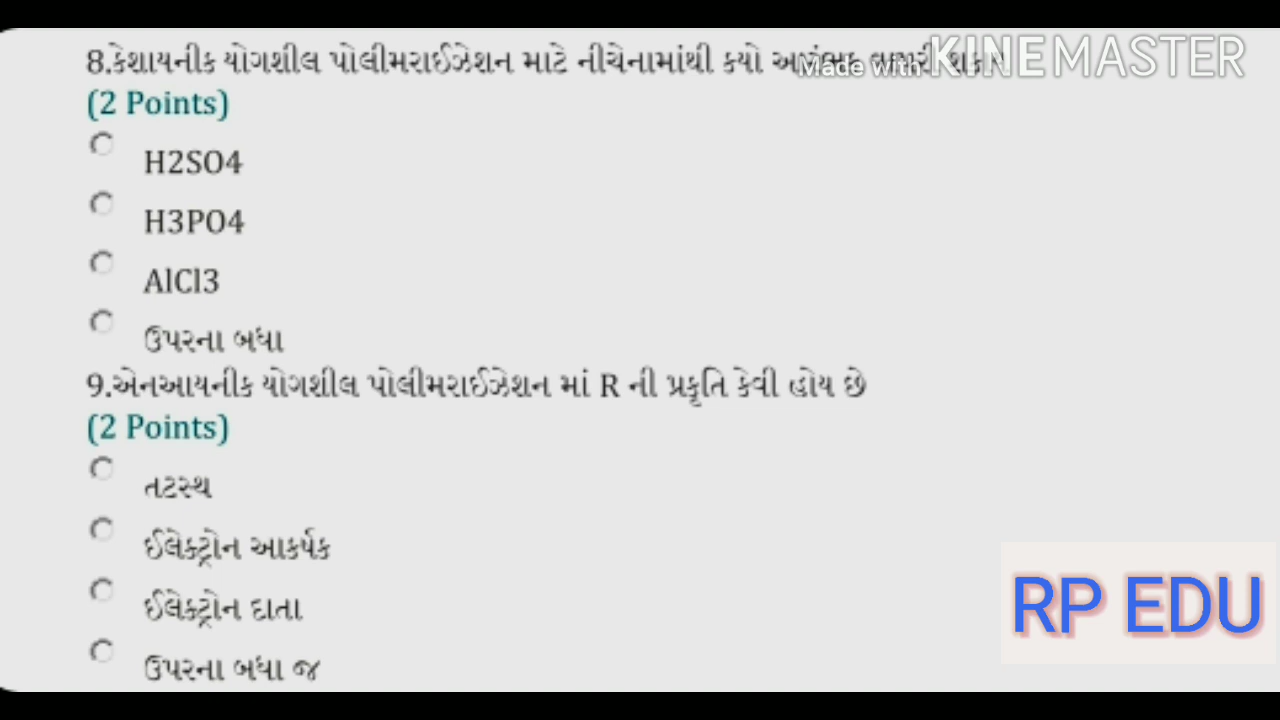 8.કેશાયનીક યોગશીલ પોલીમરાઈઝેશન માટે નીચેનામાંથી કયો
Made with KINEMASTER
(2 Points)
H2SO4
H3PO4
AlCl3
ઉપરના બધા
9.એનઆયનીક યોગશીલ પોલીમરાઈઝેશન માં R ની પ્રકૃતિ કેવી હોય છે
(2 Points)
તટસ્થ
ઈલેક્ટ્રોન આકર્ષક
ઈલેક્ટ્રોન દાતા
ઉપરના બધા જ
RP EDU